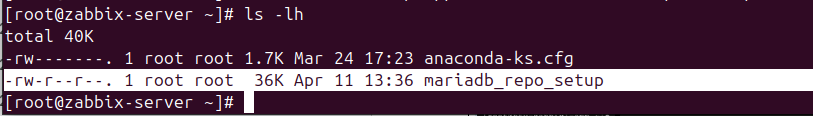 [root@zabbix-server ~]# ls -lh
total 40K
-rw-------. 1 root root 1.7K Mar 24 17:23 anaconda-ks.cfg
-rw-r--r--. 1 root root  36K Apr 11 13:36 mariadb_repo_setup
[root@zabbix-server ~]#